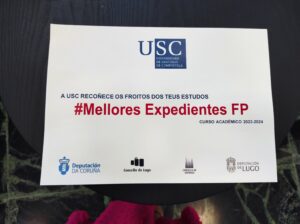 USC
UNIVERSIDADE
DE SANTIAGO
DE COMPOSTELA
A USC RECOÑECE OS FROITOS DOS TEUS ESTUDOS
#Mellores Expedientes FP
CURSO ACADÉMICO 2023-2024
Deputación
DA CORUÑA
Concello de Lugo
DEPUTACIÓN
DE LUGO